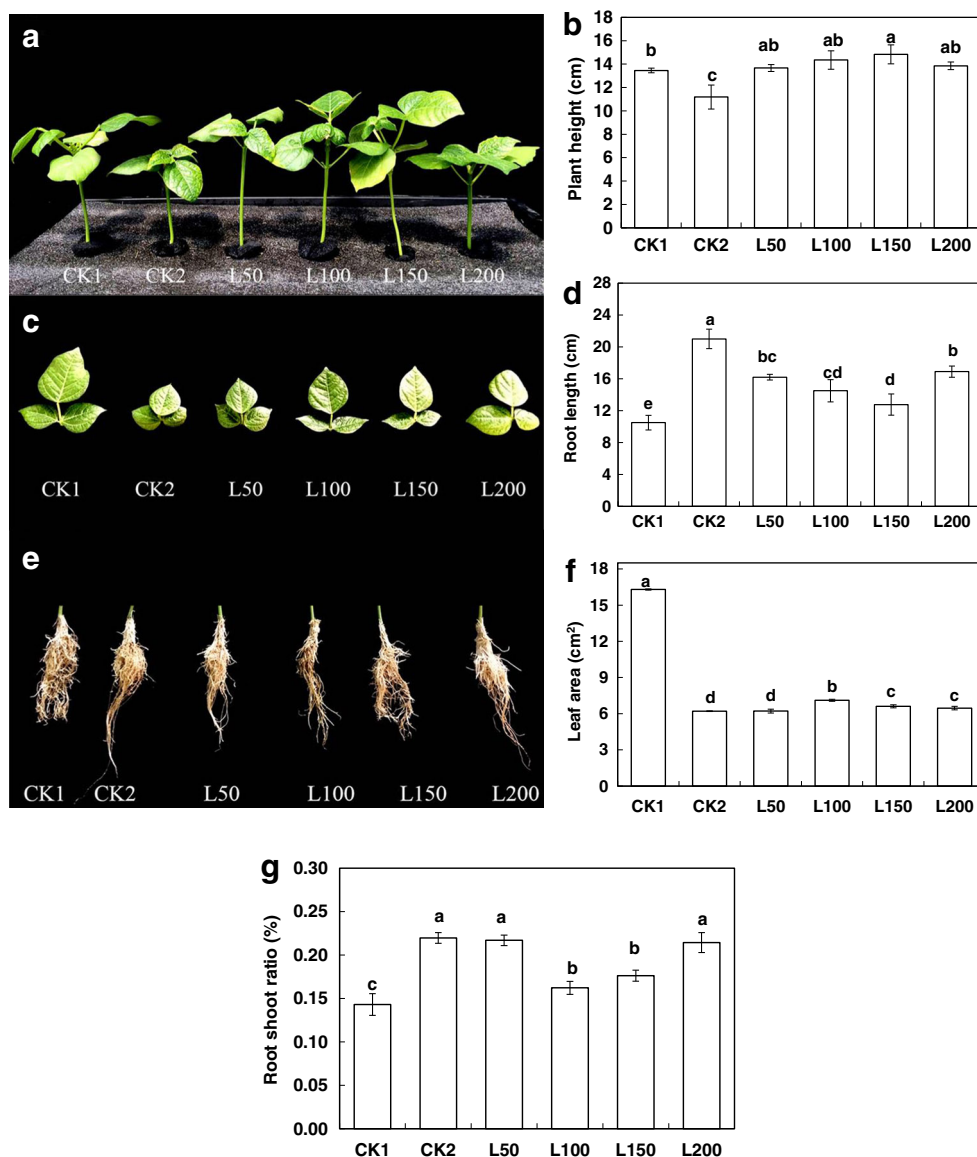 a
CK1 CK2 L50 L100 L150 L200
b
Plant height (cm)
18
16
14
12
10
8
6
4
2
0
b c ab ab a ab
CK1 CK2 L50 L100 L150 L200
c
CK1 CK2 L50 L100 L150 L200
d
Root length (cm)
28
24
20
16
12
8
4
0
e a bc cd d b
CK1 CK2 L50 L100 L150 L200
e
CK1 CK2 L50 L100 L150 L200
f
Leaf area (cm²)
18
15
12
9
6
3
0
a d d b c c
CK1 CK2 L50 L100 L150 L200
g
Root shoot ratio (%)
0.30
0.25
0.20
0.15
0.10
0.05
0.00
c a a b b a
CK1 CK2 L50 L100 L150 L200